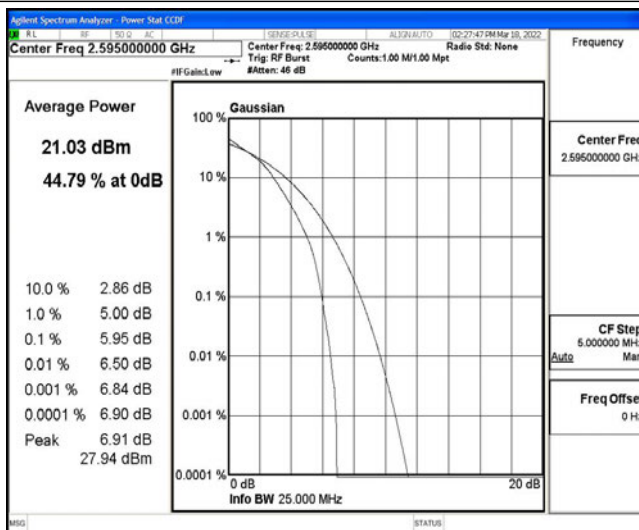 Agilent Spectrum Analyzer - Power Stat CCDF
RL RF 50 Ω AC SENSE:PULSE ALIGN AUTO 02:27:47 PM Mar 18, 2022
Center Freq 2.595000000 GHz
Center Freq: 2.595000000 GHz Radio Std: None
Trig: RF Burst Counts:1.00 M/1.00 Mpt
#IFGain:Low #Atten: 46 dB
Frequency
Average Power
21.03 dBm
44.79 % at 0dB
10.0 % 2.86 dB
1.0 % 5.00 dB
0.1 % 5.95 dB
0.01 % 6.50 dB
0.001 % 6.84 dB
0.0001 % 6.90 dB
Peak 6.91 dB
27.94 dBm
Gaussian
100 %
10 %
1 %
0.1 %
0.01 %
0.001 %
0.0001 %
0 dB 20 dB
Info BW 25.000 MHz
Center Freq
2.595000000 GHz
CF Step
5.000000 MHz
Auto Man
Freq Offse
0 Hz
MSG STATUS